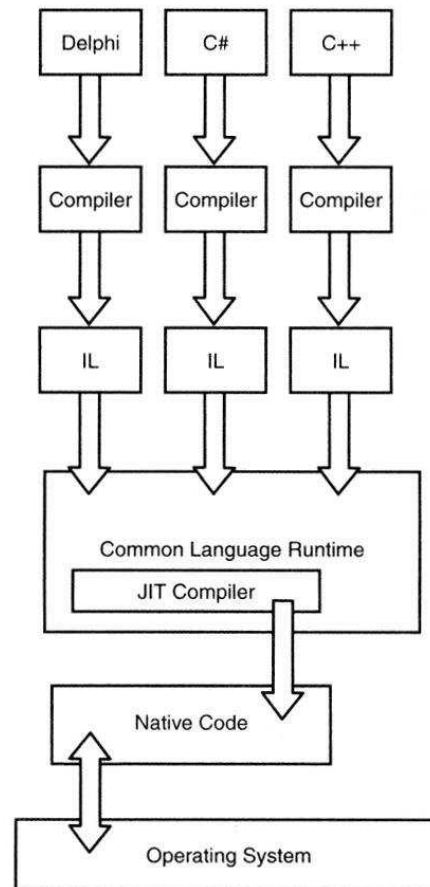 Delphi
C#
C++
Compiler
Compiler
Compiler
IL
IL
IL
Common Language Runtime
JIT Compiler
Native Code
Operating System